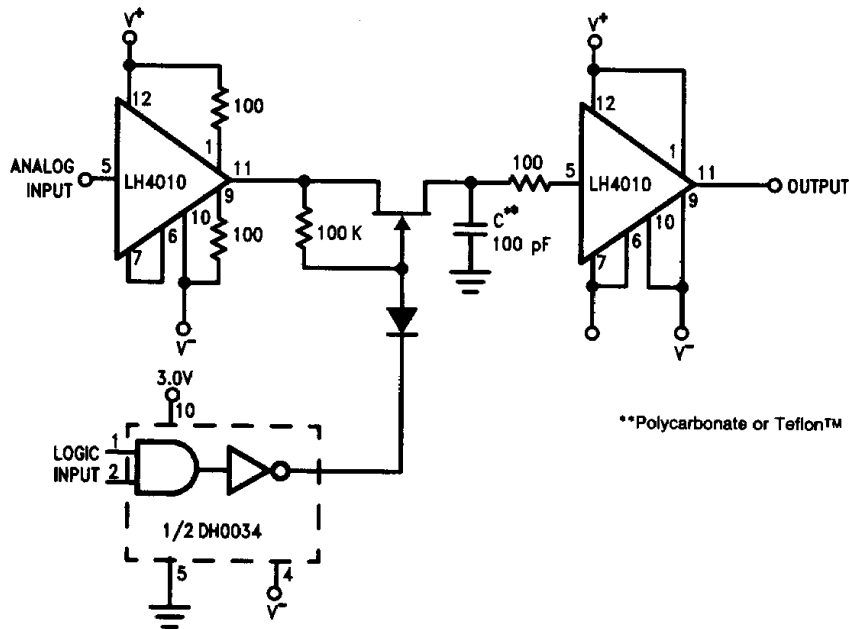 V+
12
100
1
ANALOG
INPUT
5
LH4010
11
9
10
6
100
7
V-
100 K
C**
100 pF
100
V+
12
1
5
LH4010
11
OUTPUT
9
10
6
7
V-
3.0V
10
LOGIC
INPUT
1
2
1/2 DH0034
5
4
V-
**Polycarbonate or Teflon™